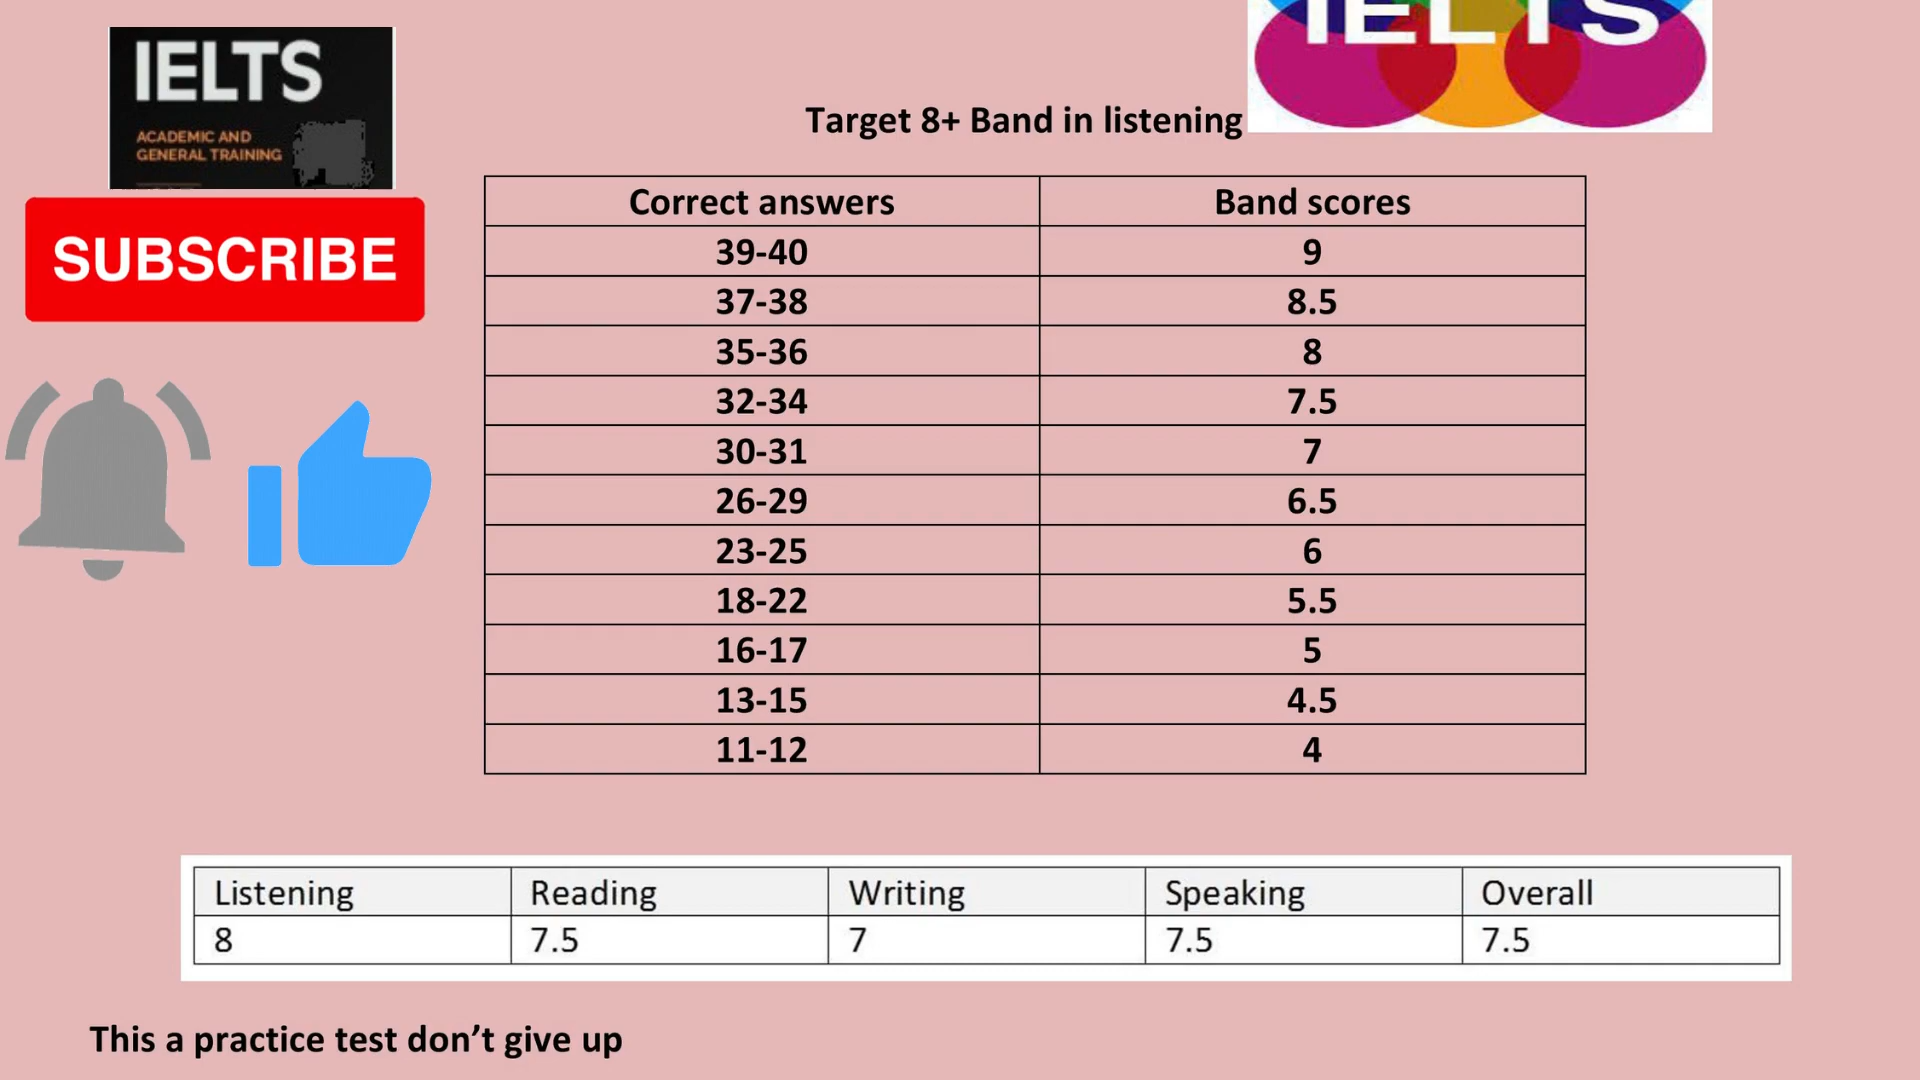 IELTS
ACADEMIC AND
GENERAL TRAINING
IELTS
Target 8+ Band in listening
SUBSCRIBE
Correct answers Band scores
39-40 9
37-38 8.5
35-36 8
32-34 7.5
30-31 7
26-29 6.5
23-25 6
18-22 5.5
16-17 5
13-15 4.5
11-12 4
Listening Reading Writing Speaking Overall
8 7.5 7 7.5 7.5
This a practice test don’t give up